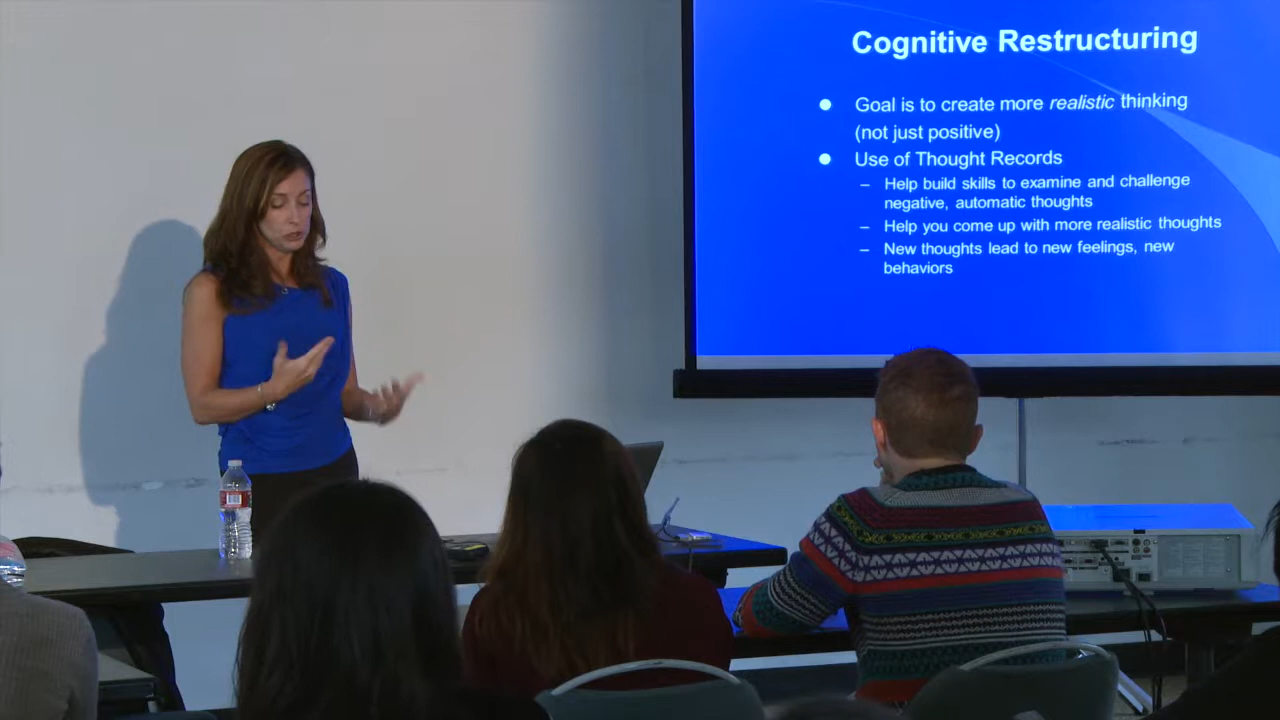 Cognitive Restructuring
● Goal is to create more realistic thinking
(not just positive)
● Use of Thought Records
– Help build skills to examine and challenge
negative, automatic thoughts
– Help you come up with more realistic thoughts
– New thoughts lead to new feelings, new
behaviors